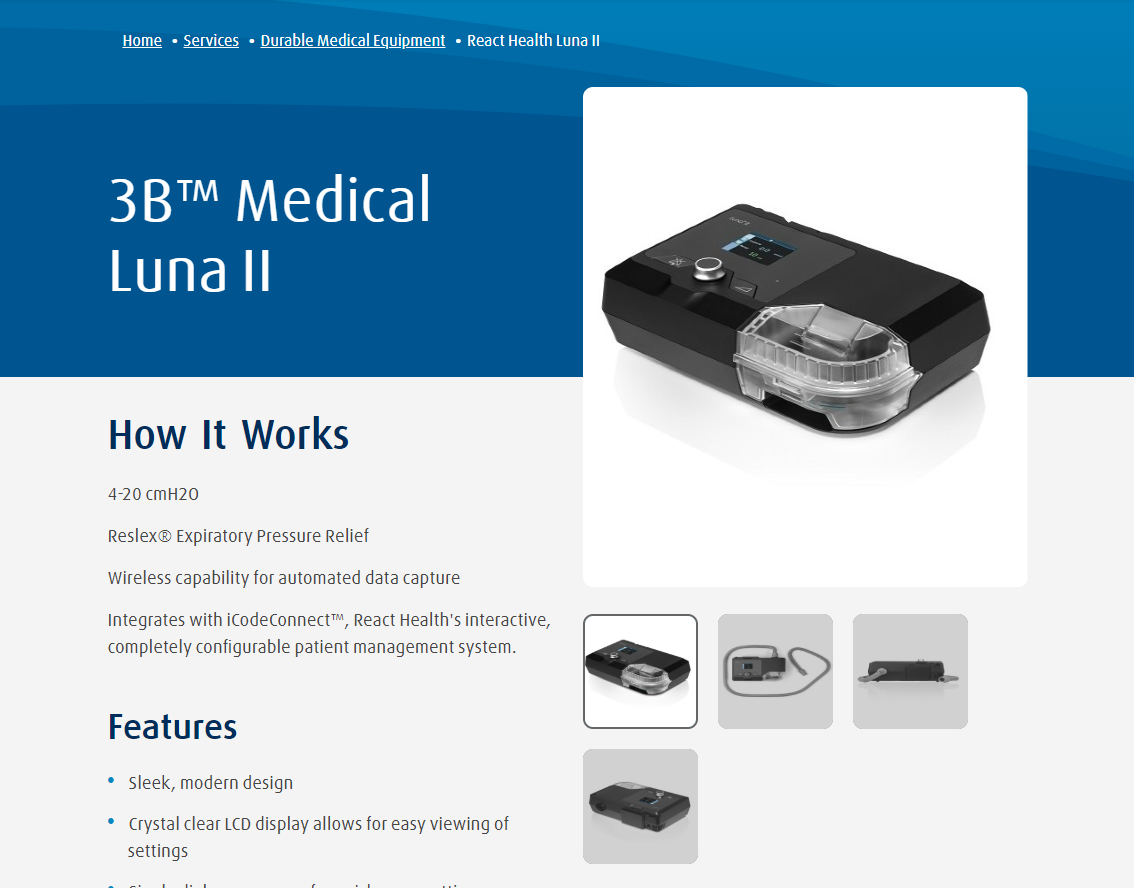 Home • Services • Durable Medical Equipment • React Health Luna II
3B™ Medical
Luna II
How It Works
4-20 cmH2O
Reslex® Expiratory Pressure Relief
Wireless capability for automated data capture
Integrates with iCodeConnect™, React Health's interactive,
completely configurable patient management system.
Features
• Sleek, modern design
• Crystal clear LCD display allows for easy viewing of
settings